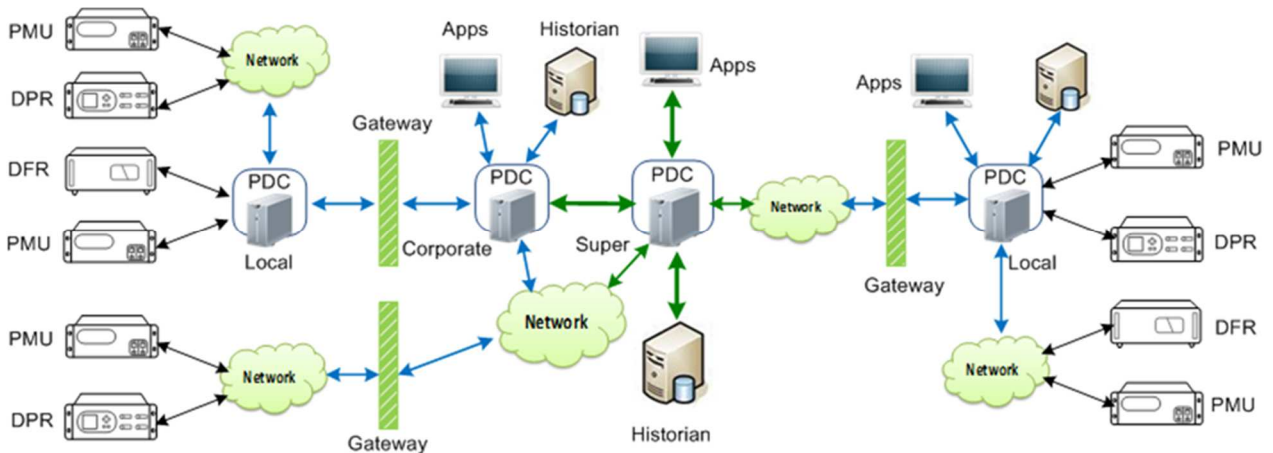 PMU
DPR
DFR
PMU
PMU
DPR
Network
PDC
Local
Network
Gateway
Gateway
Apps
Historian
PDC
Corporate
Network
Apps
PDC
Super
Historian
Network
Gateway
Apps
PDC
Local
Network
PMU
DPR
DFR
PMU